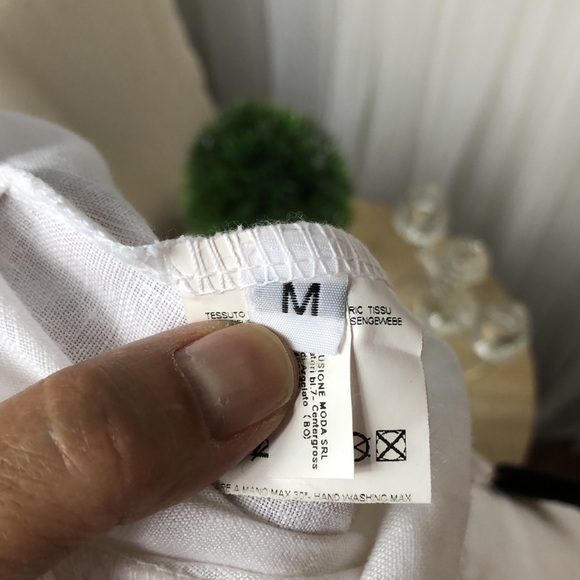 M
TESSUTO
RIC TISSU
SENGEWEBE
USIONE MODA SRL
bl.7- Centergross
di Argelato (BO)
A MANO MAX 30°, HAND WASHING MAX